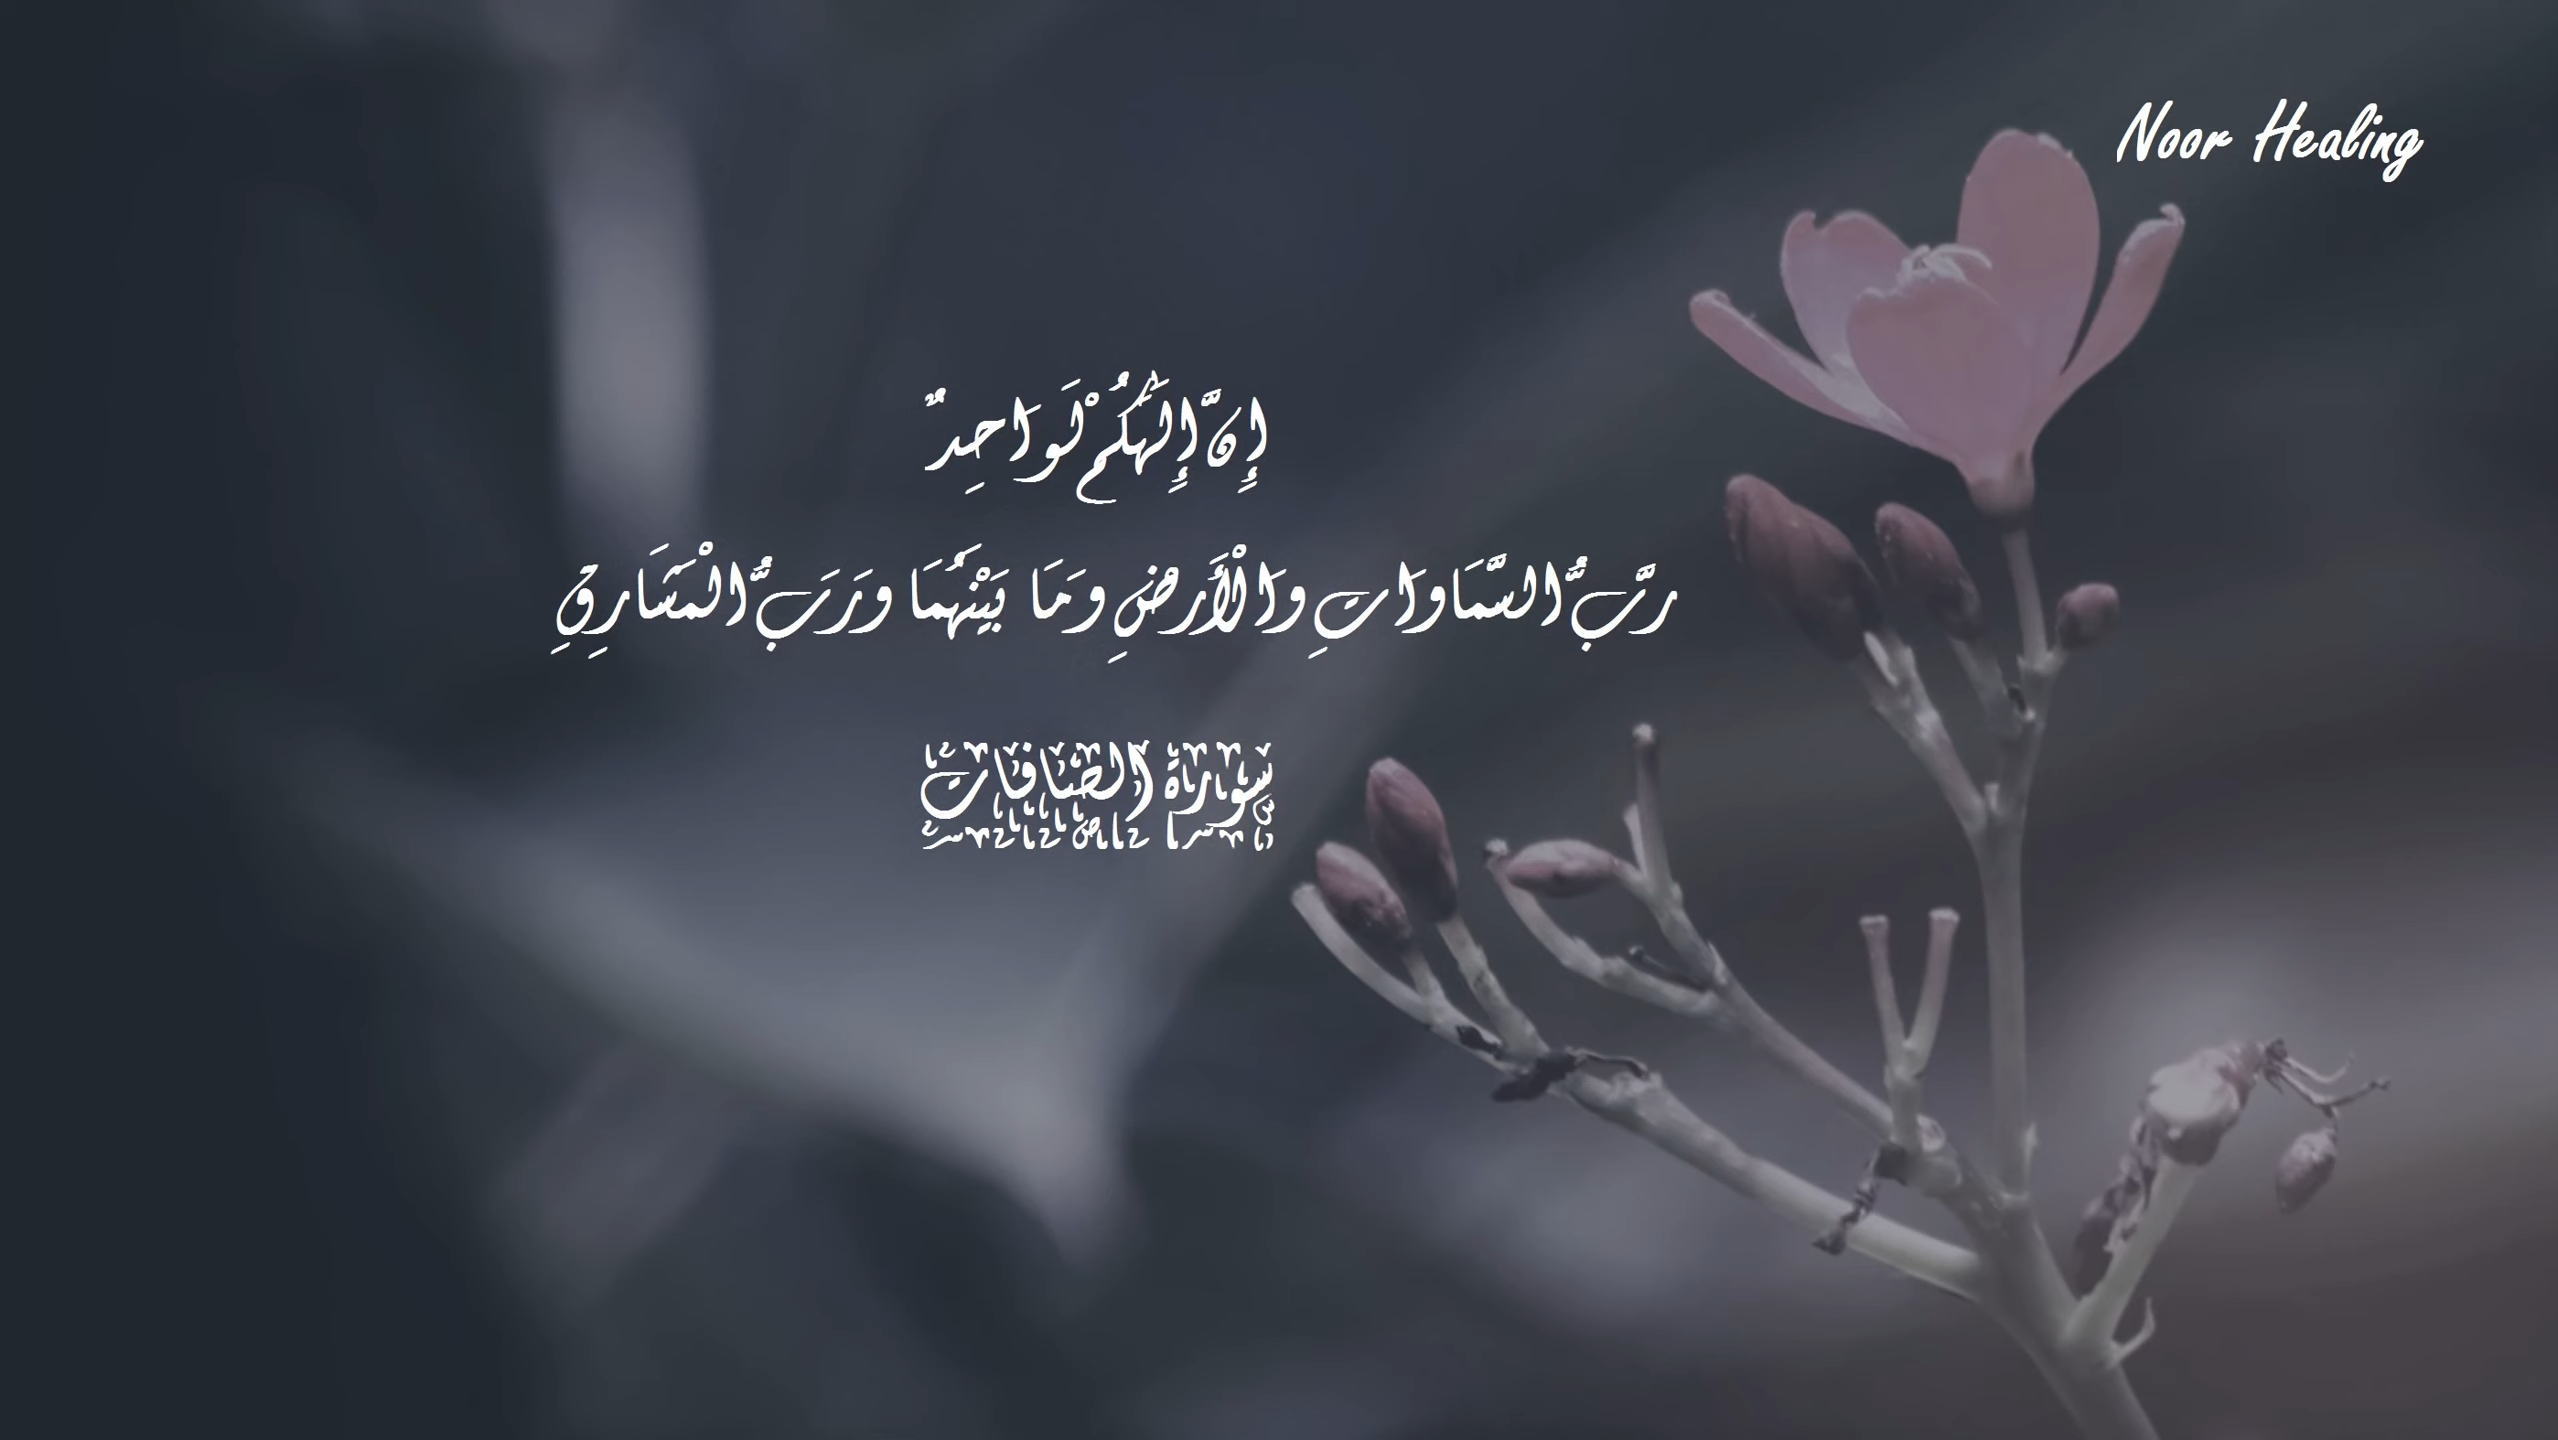 Noor Healing
إِنَّ إِلَٰهَكُمْ لَوَاحِدٌ
رَّبُّ السَّمَاوَاتِ وَالْأَرْضِ وَمَا بَيْنَهُمَا وَرَبُّ الْمَشَارِقِ
سورة الصافات